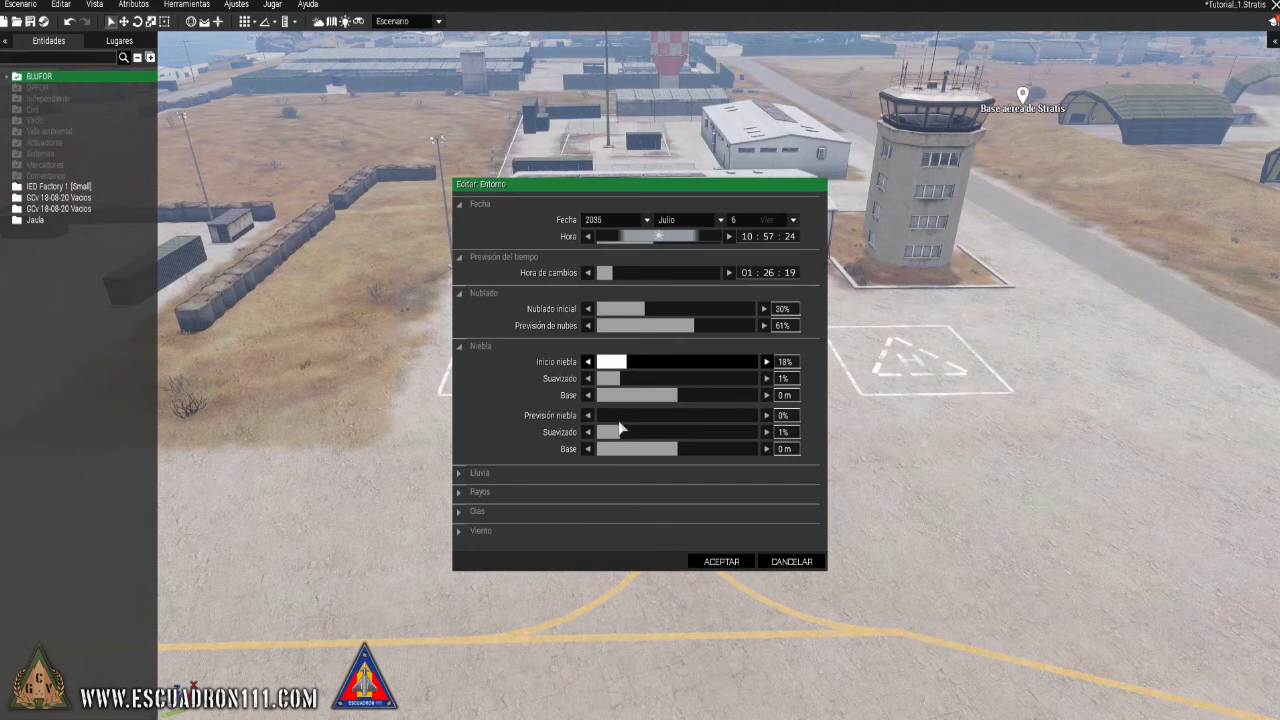 Escenario Editar Vista Atributos Herramientas Ajustes Jugar Ayuda
*Tutorial_1.Stratis
Escenario
Entidades Lugares
BLUFOR
OPFOR
Independiente
Civil
Vacío
Vida ambiental
Activadores
Sistemas
Marcadores
Comentarios
IED Factory 1 [Small]
GCv 18-08-20 Vacios
GCv 18-08-20 Vacios
Jaula
Base aérea de Stratis
Editar: Entorno
Fecha
Fecha 2035 Julio 6 Vier
Hora 10 : 57 : 24
Previsión del tiempo
Hora de cambios 01 : 26 : 19
Nublado
Nublado inicial 30%
Previsión de nubes 61%
Niebla
Inicio niebla 18%
Suavizado 1%
Base 0 m
Previsión niebla 0%
Suavizado 1%
Base 0 m
Lluvia
Rayos
Olas
Viento
ACEPTAR CANCELAR
H
G C V
WWW.ESCUADRON111.COM
ESCUADRÓN 111